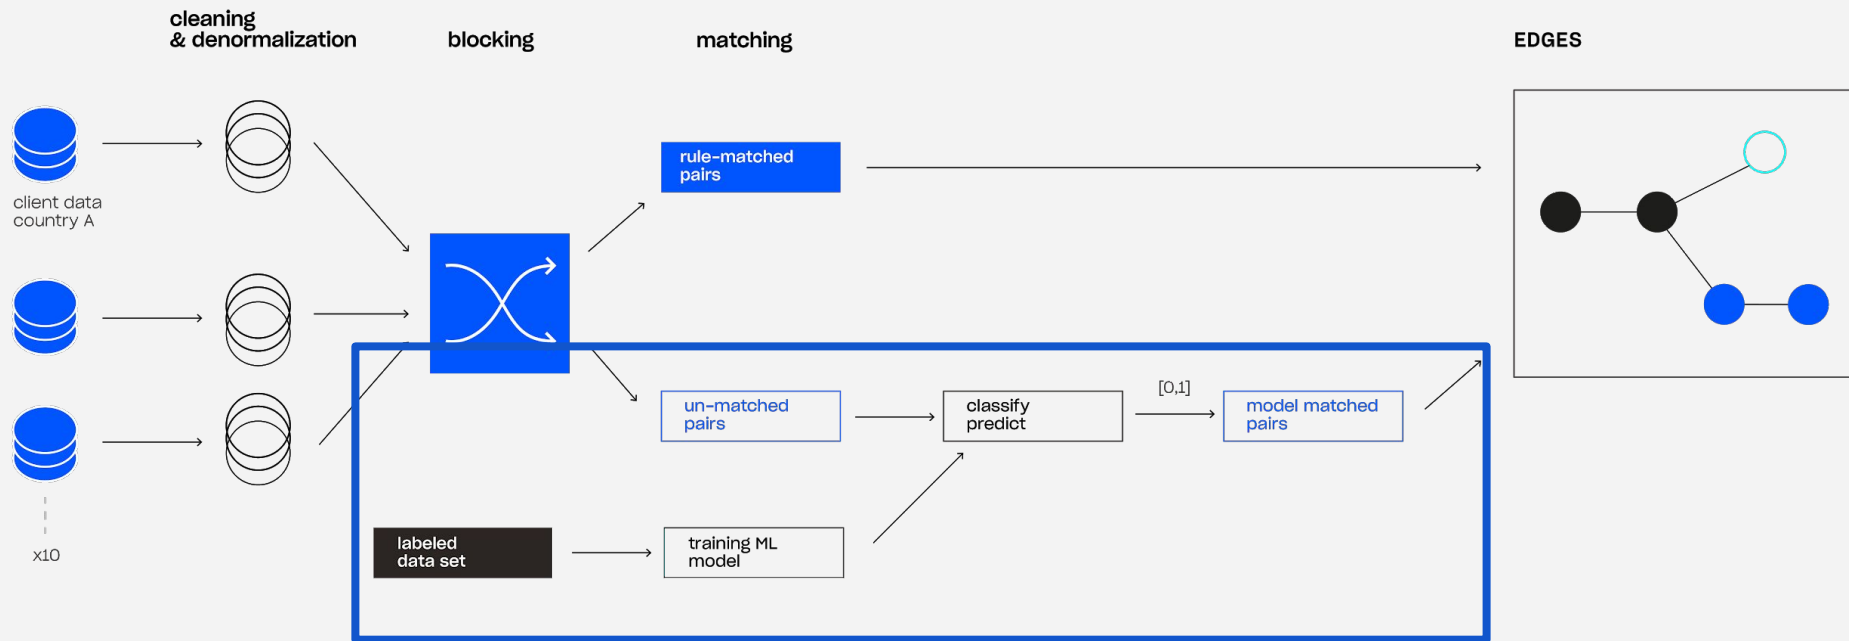 cleaning
& denormalization
blocking
matching
EDGES
client data
country A
rule-matched
pairs
un-matched
pairs
classify
predict
[0,1]
model matched
pairs
labeled
data set
training ML
model
x10